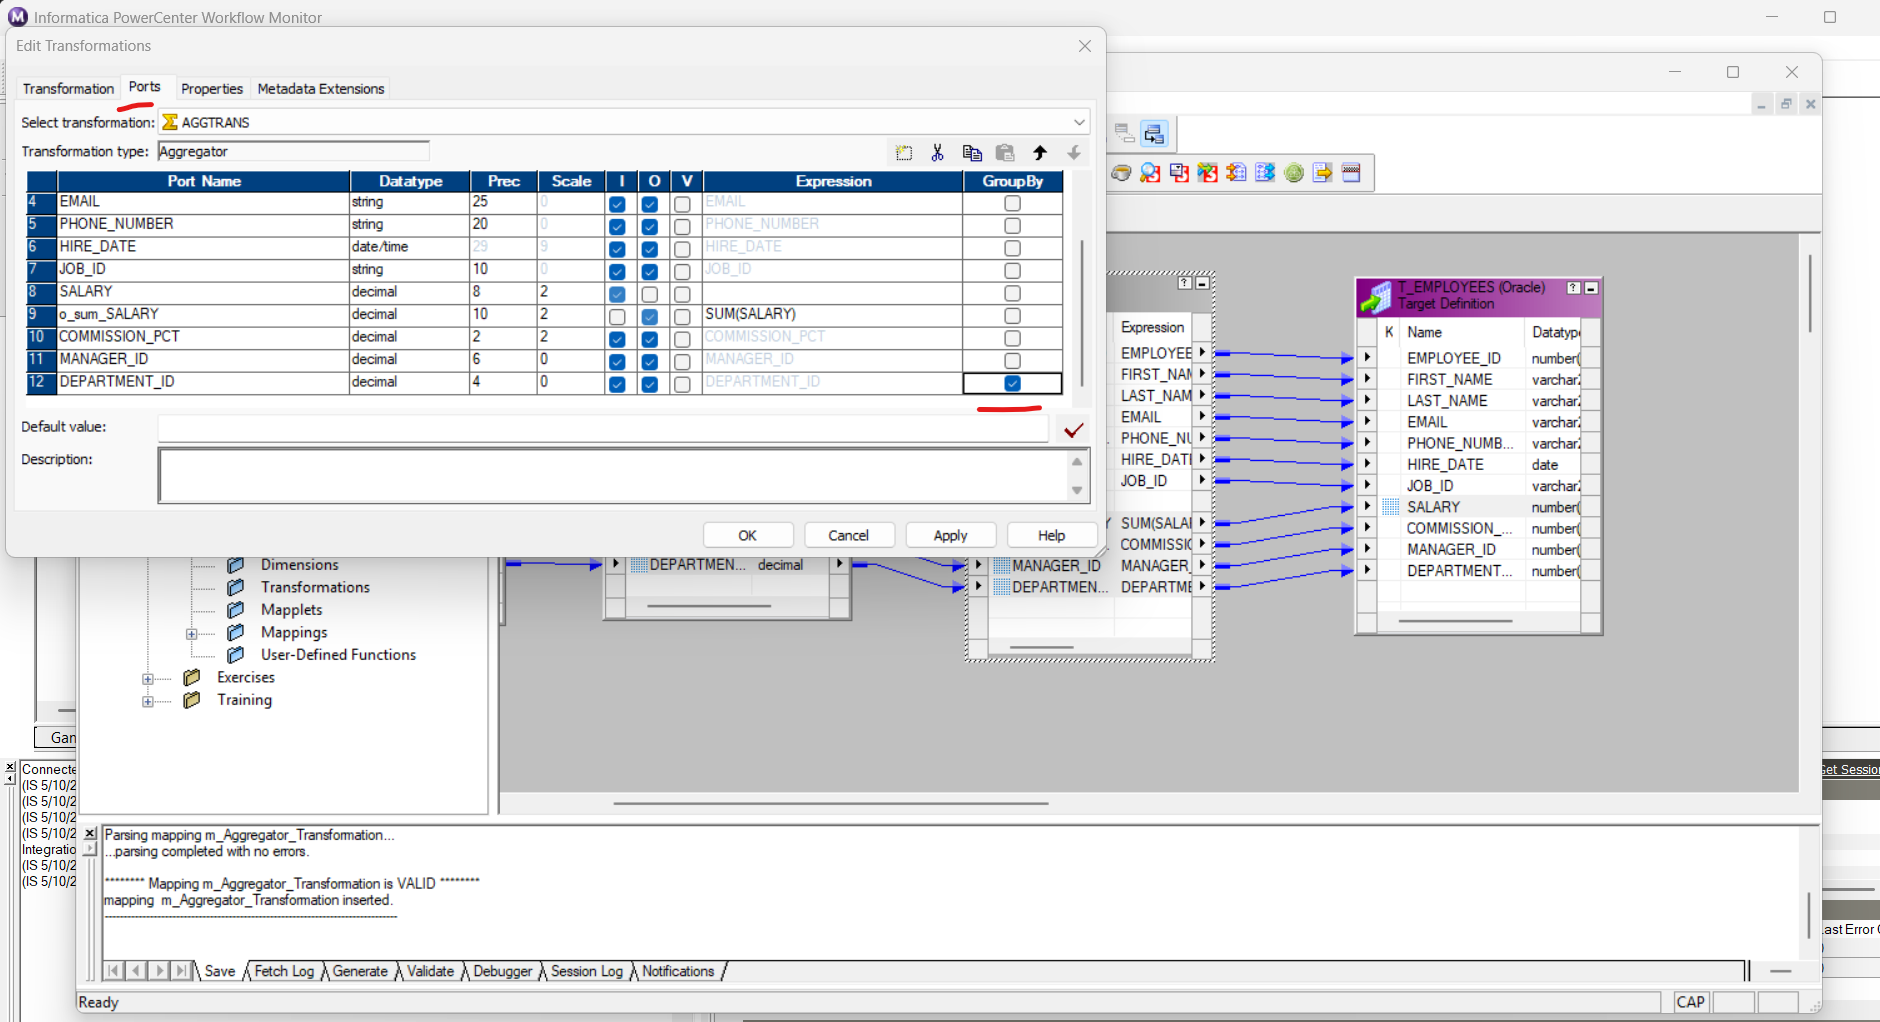 Informatica PowerCenter Workflow Monitor
Edit Transformations
Transformation Ports Properties Metadata Extensions
Select transformation: AGGTRANS
Transformation type: Aggregator
Port Name Datatype Prec Scale I O V Expression GroupBy
4 EMAIL string 25 0 EMAIL
5 PHONE_NUMBER string 20 0 PHONE_NUMBER
6 HIRE_DATE date/time 29 9 HIRE_DATE
7 JOB_ID string 10 0 JOB_ID
8 SALARY decimal 8 2
9 o_sum_SALARY decimal 10 2 SUM(SALARY)
10 COMMISSION_PCT decimal 2 2 COMMISSION_PCT
11 MANAGER_ID decimal 6 0 MANAGER_ID
12 DEPARTMENT_ID decimal 4 0 DEPARTMENT_ID
Default value:
Description:
OK Cancel Apply Help
Expression
EMPLOYEE
FIRST_NAM
LAST_NAM
EMAIL
PHONE_NU
HIRE_DATI
JOB_ID
SUM(SALAI
COMMISSIO
MANAGER_ID MANAGER_
DEPARTMEN... DEPARTME
DEPARTMEN... decimal
T_EMPLOYEES (Oracle)
Target Definition
K Name Datatype
EMPLOYEE_ID number(
FIRST_NAME varchar2
LAST_NAME varchar2
EMAIL varchar2
PHONE_NUMB... varchar2
HIRE_DATE date
JOB_ID varchar2
SALARY number(
COMMISSION_... number(
MANAGER_ID number(
DEPARTMENT... number(
Dimensions
Transformations
Mapplets
Mappings
User-Defined Functions
Exercises
Training
Gan
Connecte
(IS 5/10/2
(IS 5/10/2
(IS 5/10/2
(IS 5/10/2
Integratio
(IS 5/10/2
(IS 5/10/2
Parsing mapping m_Aggregator_Transformation...
...parsing completed with no errors.
******** Mapping m_Aggregator_Transformation is VALID ********
mapping m_Aggregator_Transformation inserted.
Save Fetch Log Generate Validate Debugger Session Log Notifications
Ready
CAP
Get Session
Last Error C